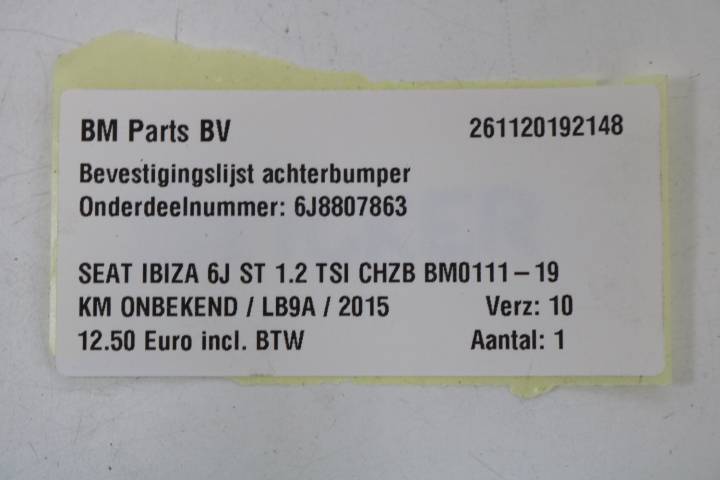 BM Parts BV 261120192148
Bevestigingslijst achterbumper
Onderdeelnummer: 6J8807863
SEAT IBIZA 6J ST 1.2 TSI CHZB BM0111-19
KM ONBEKEND / LB9A / 2015 Verz: 10
12.50 Euro incl. BTW Aantal: 1